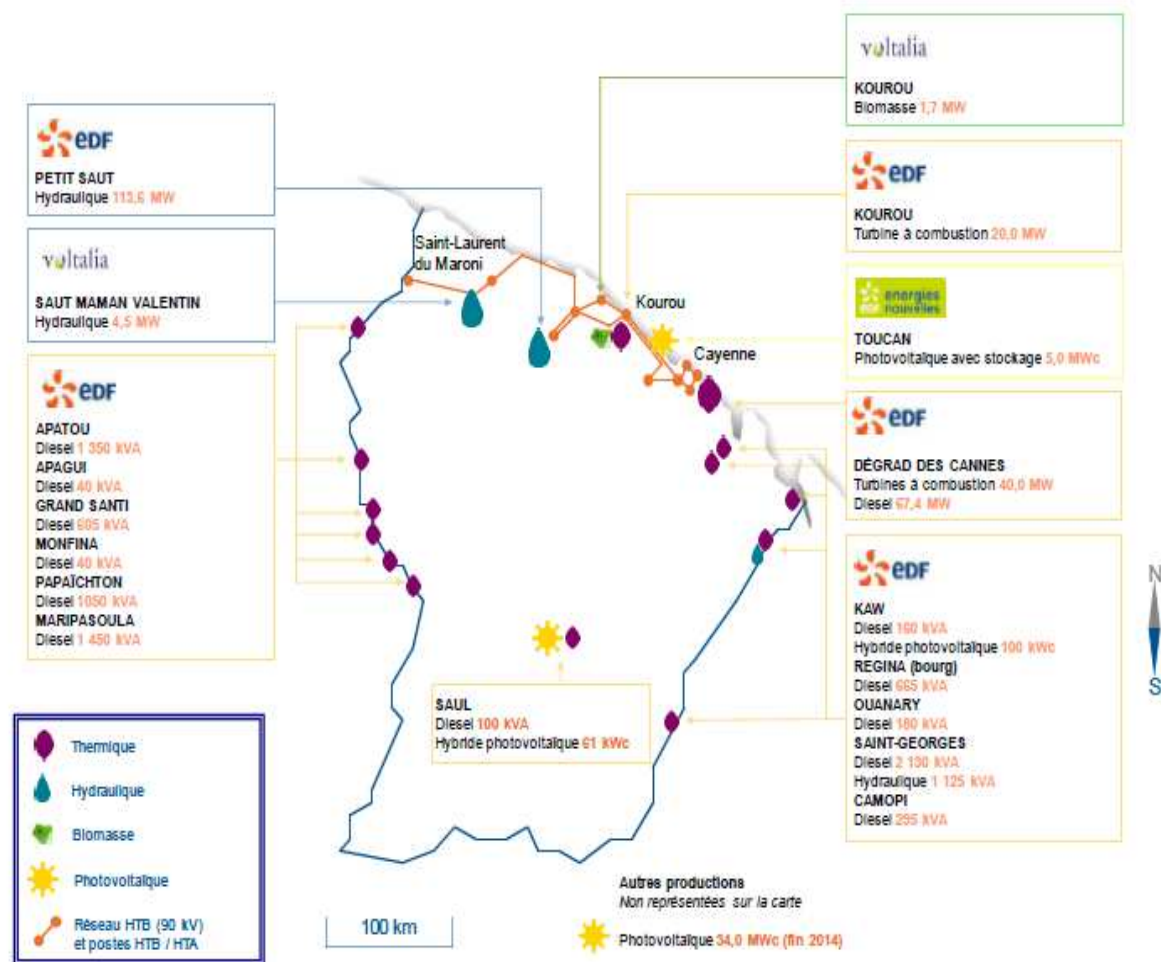 voltalia
KOUROU
Biomasse 1,7 MW
eDF
PETIT SAUT
Hydraulique 113,6 MW
eDF
KOUROU
Turbine à combustion 20,0 MW
voltalia
SAUT MAMAN VALENTIN
Hydraulique 4,5 MW
Saint-Laurent
du Maroni
Kourou
Cayenne
edf energies
nouvelles
TOUCAN
Photovoltaïque avec stockage 5,0 MWc
eDF
APATOU
Diesel 1 350 kVA
APAGUI
Diesel 40 kVA
GRAND SANTI
Diesel 605 kVA
MONFINA
Diesel 40 kVA
PAPAÏCHTON
Diesel 1050 kVA
MARIPASOULA
Diesel 1 450 kVA
eDF
DÉGRAD DES CANNES
Turbines à combustion 40,0 MW
Diesel 67,4 MW
eDF
KAW
Diesel 160 kVA
Hybride photovoltaïque 100 kWc
REGINA (bourg)
Diesel 665 kVA
OUANARY
Diesel 180 kVA
SAINT-GEORGES
Diesel 2 130 kVA
Hydraulique 1 125 kVA
CAMOPI
Diesel 295 kVA
N
S
SAUL
Diesel 100 kVA
Hybride photovoltaïque 61 kWc
Thermique
Hydraulique
Biomasse
Photovoltaïque
Réseau HTB (90 kV)
et postes HTB / HTA
100 km
Autres productions
Non représentées sur la carte
Photovoltaïque 34,0 MWc (fin 2014)